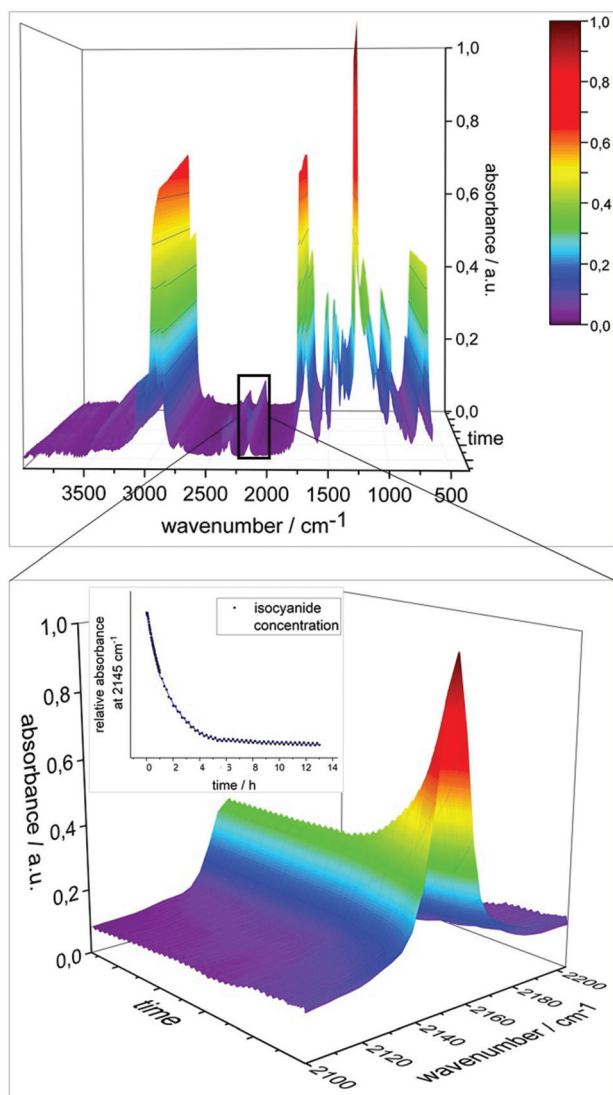 1,0
0,8
0,6
0,4
0,2
0,0
absorbance / a.u.
time
3500 3000 2500 2000 1500 1000 500
wavenumber / cm-1
1,0
0,8
0,6
0,4
0,2
0,0
1,0
0,8
0,6
0,4
0,2
0,0
absorbance / a.u.
relative absorbance
at 2145 cm-1
isocyanide
concentration
0 2 4 6 8 10 12 14
time / h
time
2100
2120
2140
2160
2180
2200
wavenumber / cm-1